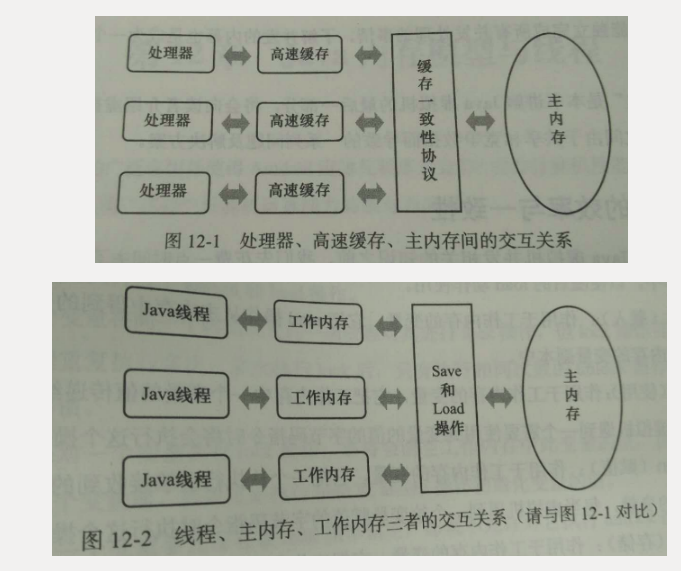 处理器 高速缓存
处理器 高速缓存
处理器 高速缓存
缓存一致性协议
主内存
图 12-1 处理器、高速缓存、主内存间的交互关系
Java线程 工作内存
Java线程 工作内存
Java线程 工作内存
Save
和
Load
操作
主内存
图 12-2 线程、主内存、工作内存三者的交互关系（请与图 12-1 对比）